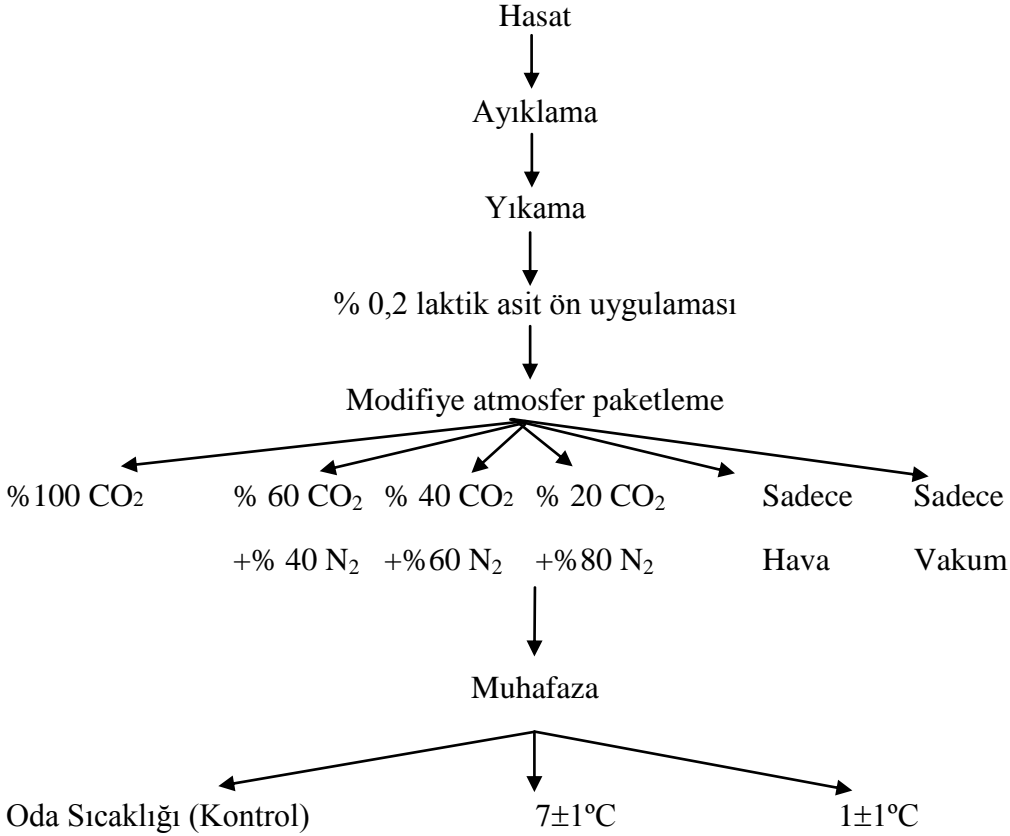 Hasat
Ayıklama
Yıkama
% 0,2 laktik asit ön uygulaması
Modifiye atmosfer paketleme
%100 CO₂ % 60 CO₂ % 40 CO₂ % 20 CO₂ Sadece Sadece
+% 40 N₂ +%60 N₂ +%80 N₂ Hava Vakum
Muhafaza
Oda Sıcaklığı (Kontrol) 7±1ºC 1±1ºC